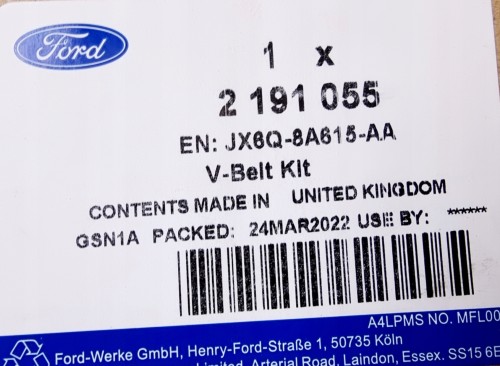 Ford
1 x
2 191 055
EN: JX6Q-8A615-AA
V-Belt Kit
CONTENTS MADE IN UNITED KINGDOM
GSN1A PACKED: 24MAR2022 USE BY: ******
A4LPMS NO. MFL00
Ford-Werke GmbH, Henry-Ford-Straße 1, 50735 Köln
Limited, Arterial Road, Laindon, Essex. SS15 6E